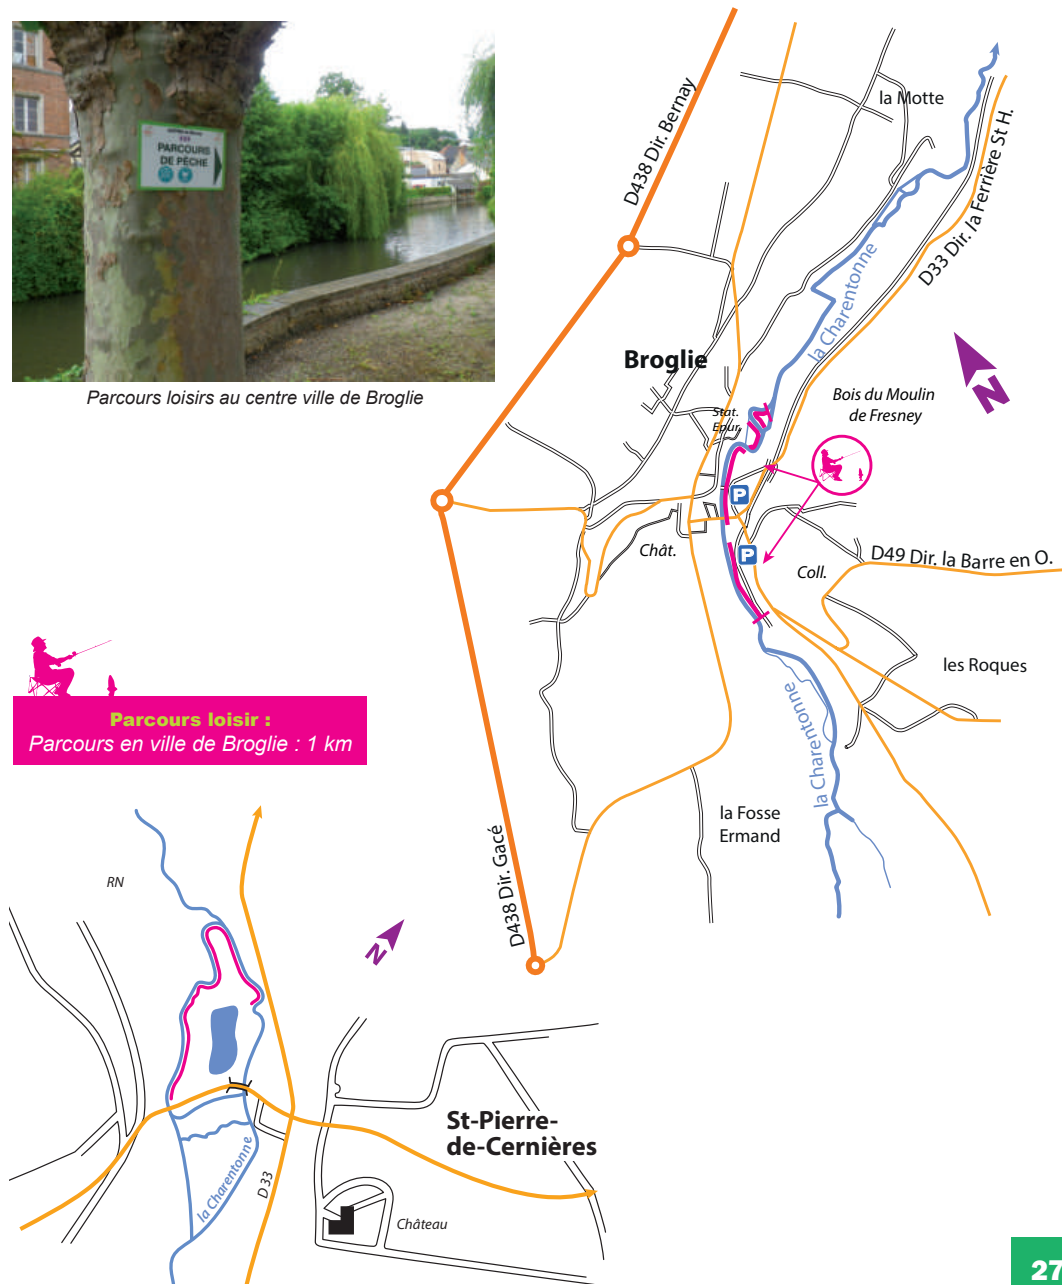 PARCOURS
DE PÊCHE
Parcours loisirs au centre ville de Broglie
D438 Dir. Bernay
la Motte
D33 Dir. la Ferrière St H.
la Charentonne
N
Broglie
Bois du Moulin
de Fresney
Stat.
Epur.
P
P
Chât.
Coll.
D49 Dir. la Barre en O.
les Roques
la Charentonne
la Fosse
Ermand
D438 Dir. Gacé
Parcours loisir :
Parcours en ville de Broglie : 1 km
RN
N
St-Pierre-
de-Cernières
la Charentonne
D 33
Château
27